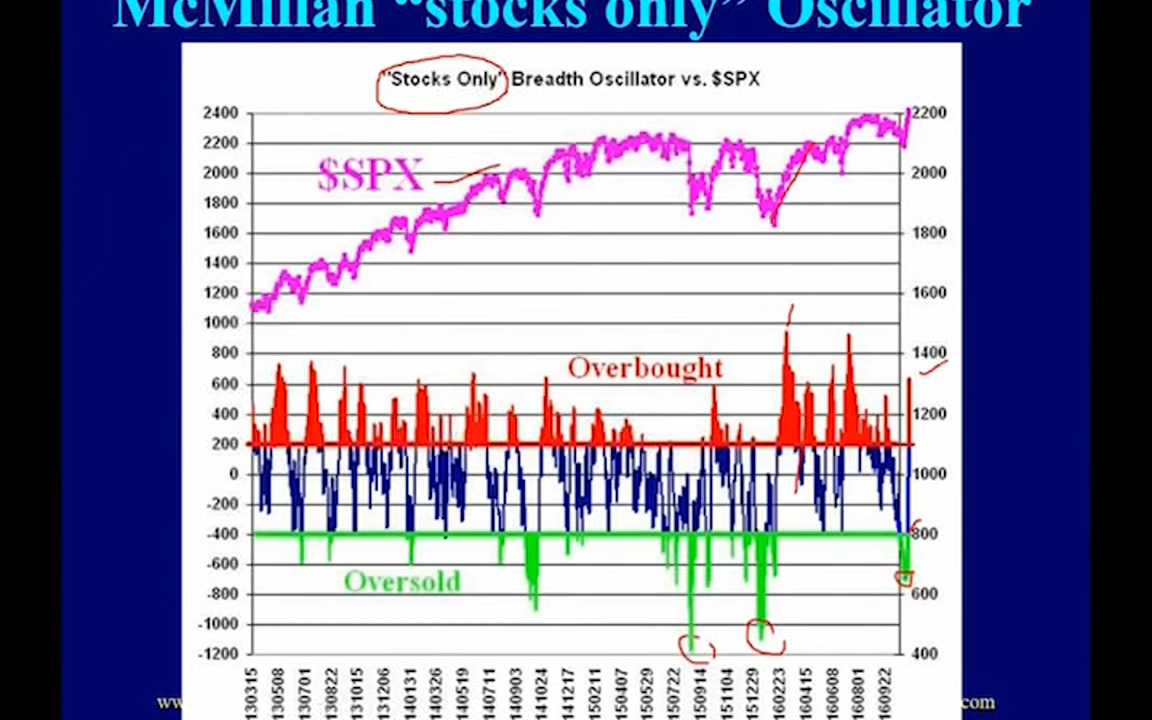 McMillan “stocks only” Oscillator
"Stocks Only" Breadth Oscillator vs. $SPX
2400 2200
2200
2000 2000
1800
1600 1800
1400
1200 1600
1000
800 1400
600
400 1200
200
0 1000
-200
-400 800
-600
-800 600
-1000
-1200 400
$SPX
Overbought
Oversold
130315 130508 130701 130822 131015 131206 140131 140326 140519 140711 140903 141024 141217 150211 150407 150529 150722 150914 151104 151229 160223 160415 160608 160801 160922
www com